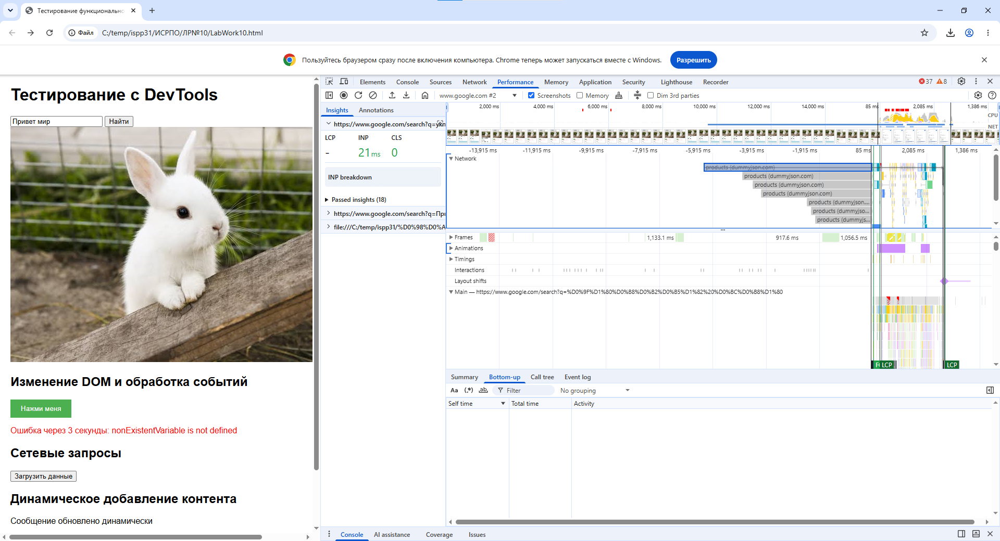 Тестирование функционально
Файл
C:/temp/ispp31/ИСРПО/ЛР№10/LabWork10.html
Пользуйтесь браузером сразу после включения компьютера. Chrome теперь может запускаться вместе с Windows.
Разрешить
Тестирование с DevTools
Привет мир
Найти
Изменение DOM и обработка событий
Нажми меня
Ошибка через 3 секунды: nonExistentVariable is not defined
Сетевые запросы
Загрузить данные
Динамическое добавление контента
Сообщение обновлено динамически
Elements Console Sources Network Performance Memory Application Security Lighthouse Recorder
37 8
www.google.com #2
Screenshots Memory Dim 3rd parties
Insights Annotations
https://www.google.com/search?q=
LCP INP CLS
- 21 ms 0
INP breakdown
Passed insights (18)
https://www.google.com/search?q=При
file:///C:/temp/ispp31/%D0%98%D0%A
2,000 ms 4,000 ms 6,000 ms 8,000 ms 10,000 ms 12,000 ms 14,000 ms 85 ms 2,085 ms 1,386 ms
CPU
NET
-13,915 ms -11,915 ms -9,915 ms -7,915 ms -5,915 ms -3,915 ms -1,915 ms 85 ms 2,085 ms 1,386 ms
Network
products (dummyjson.com)
products (dummyjson.com)
products (dummyjson.com)
products (dummyjson.com)
products (dummyjson....
products (dummyjso...
products (dummyjs...
Frames 1,133.1 ms 917.6 ms 1,056.5 ms
Animations
Timings
Interactions
Layout shifts
Main — https://www.google.com/search?q=%D0%9F%D1%80%D0%B8%D0%B2%D0%B5%D1%82%20%D0%BC%D0%B8%D1%80
LCP LCP
Summary Bottom-up Call tree Event log
Aa (.*) ab Filter No grouping
Self time Total time Activity
Console AI assistance Coverage Issues